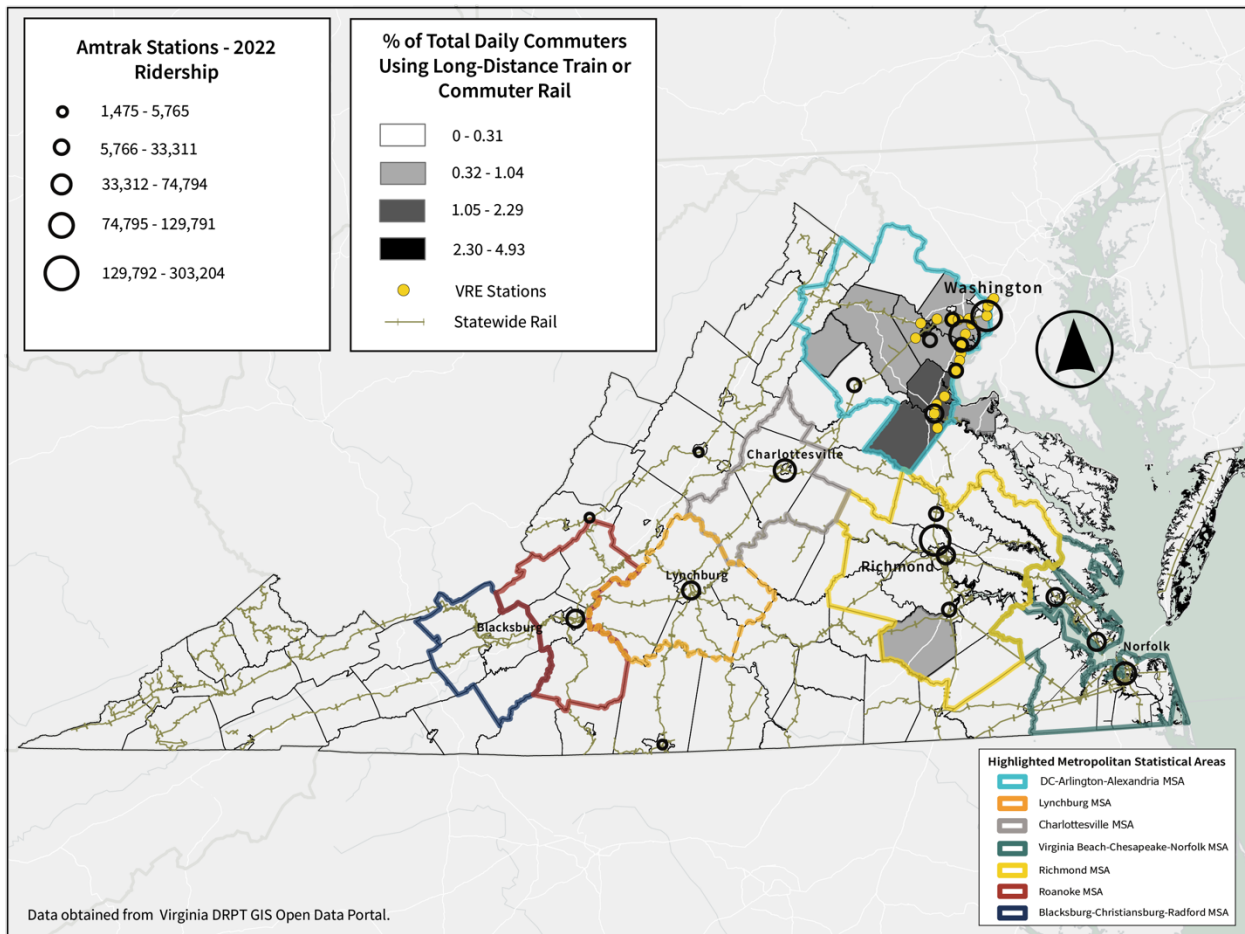 Amtrak Stations - 2022
Ridership
1,475 - 5,765
5,766 - 33,311
33,312 - 74,794
74,795 - 129,791
129,792 - 303,204
% of Total Daily Commuters
Using Long-Distance Train or
Commuter Rail
0 - 0.31
0.32 - 1.04
1.05 - 2.29
2.30 - 4.93
VRE Stations
Statewide Rail
Washington
Charlottesville
Richmond
Lynchburg
Blacksburg
Norfolk
Highlighted Metropolitan Statistical Areas
DC-Arlington-Alexandria MSA
Lynchburg MSA
Charlottesville MSA
Virginia Beach-Chesapeake-Norfolk MSA
Richmond MSA
Roanoke MSA
Blacksburg-Christiansburg-Radford MSA
Data obtained from Virginia DRPT GIS Open Data Portal.